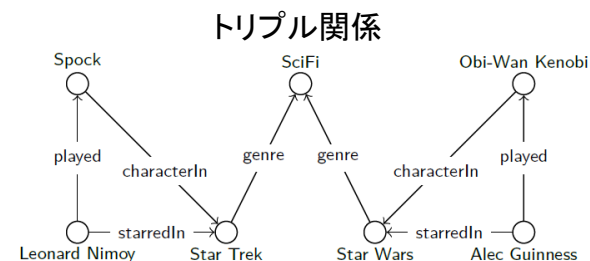 トリプル関係
Spock
SciFi
Obi-Wan Kenobi
played
characterIn
genre
genre
characterIn
played
starredIn
starredIn
Leonard Nimoy
Star Trek
Star Wars
Alec Guinness